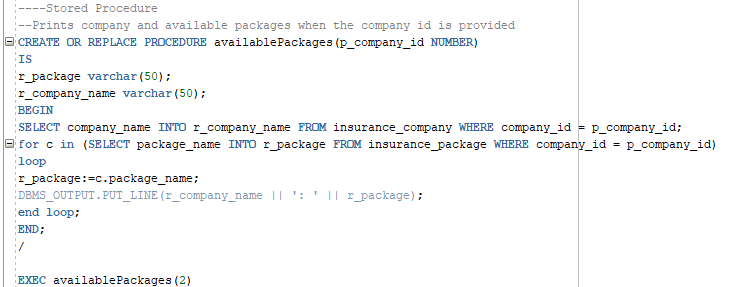 ----Stored Procedure
--Prints company and available packages when the company id is provided
CREATE OR REPLACE PROCEDURE availablePackages(p_company_id NUMBER)
IS
r_package varchar(50);
r_company_name varchar(50);
BEGIN
SELECT company_name INTO r_company_name FROM insurance_company WHERE company_id = p_company_id;
for c in (SELECT package_name INTO r_package FROM insurance_package WHERE company_id = p_company_id)
loop
r_package:=c.package_name;
DBMS_OUTPUT.PUT_LINE(r_company_name || ': ' || r_package);
end loop;
END;
/
EXEC availablePackages(2)